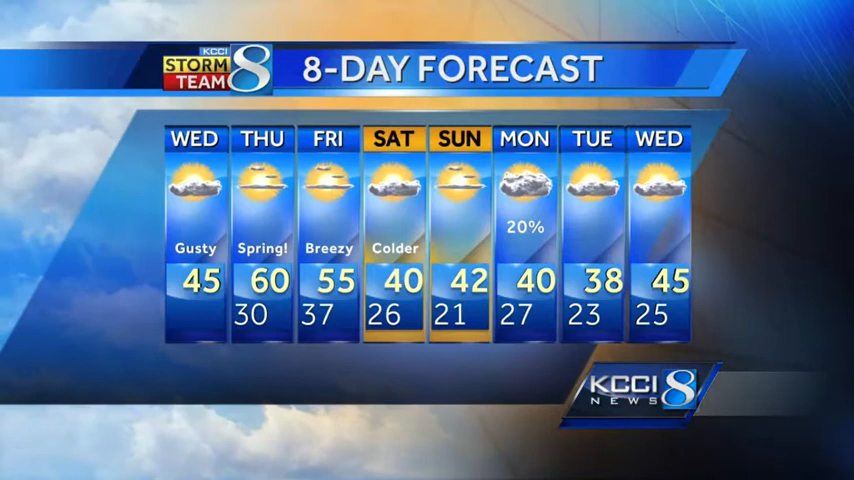 KCCI
STORM
TEAM 8
8-DAY FORECAST
WED THU FRI SAT SUN MON TUE WED
20%
Gusty Spring! Breezy Colder
45 60 55 40 42 40 38 45
30 37 26 21 27 23 25
KCCI 8
NEWS